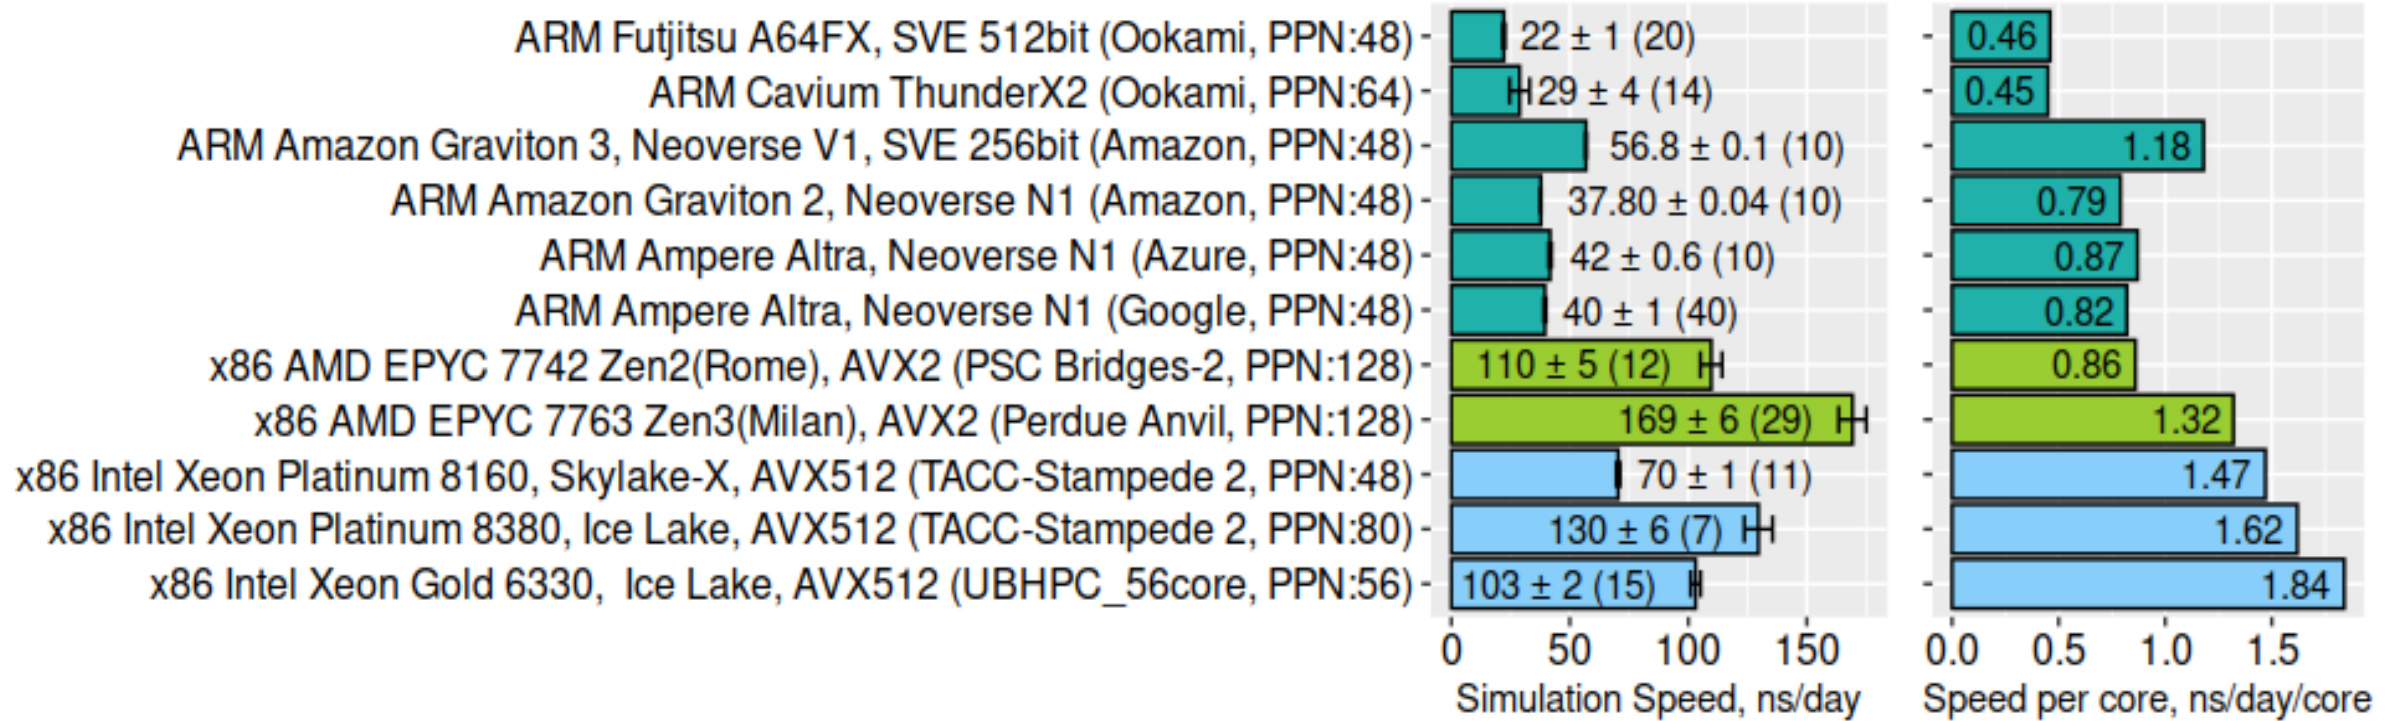 ARM Futjitsu A64FX, SVE 512bit (Ookami, PPN:48) 22 ± 1 (20) 0.46
ARM Cavium ThunderX2 (Ookami, PPN:64) 29 ± 4 (14) 0.45
ARM Amazon Graviton 3, Neoverse V1, SVE 256bit (Amazon, PPN:48) 56.8 ± 0.1 (10) 1.18
ARM Amazon Graviton 2, Neoverse N1 (Amazon, PPN:48) 37.80 ± 0.04 (10) 0.79
ARM Ampere Altra, Neoverse N1 (Azure, PPN:48) 42 ± 0.6 (10) 0.87
ARM Ampere Altra, Neoverse N1 (Google, PPN:48) 40 ± 1 (40) 0.82
x86 AMD EPYC 7742 Zen2(Rome), AVX2 (PSC Bridges-2, PPN:128) 110 ± 5 (12) 0.86
x86 AMD EPYC 7763 Zen3(Milan), AVX2 (Perdue Anvil, PPN:128) 169 ± 6 (29) 1.32
x86 Intel Xeon Platinum 8160, Skylake-X, AVX512 (TACC-Stampede 2, PPN:48) 70 ± 1 (11) 1.47
x86 Intel Xeon Platinum 8380, Ice Lake, AVX512 (TACC-Stampede 2, PPN:80) 130 ± 6 (7) 1.62
x86 Intel Xeon Gold 6330, Ice Lake, AVX512 (UBHPC_56core, PPN:56) 103 ± 2 (15) 1.84
0 50 100 150 0.0 0.5 1.0 1.5
Simulation Speed, ns/day Speed per core, ns/day/core